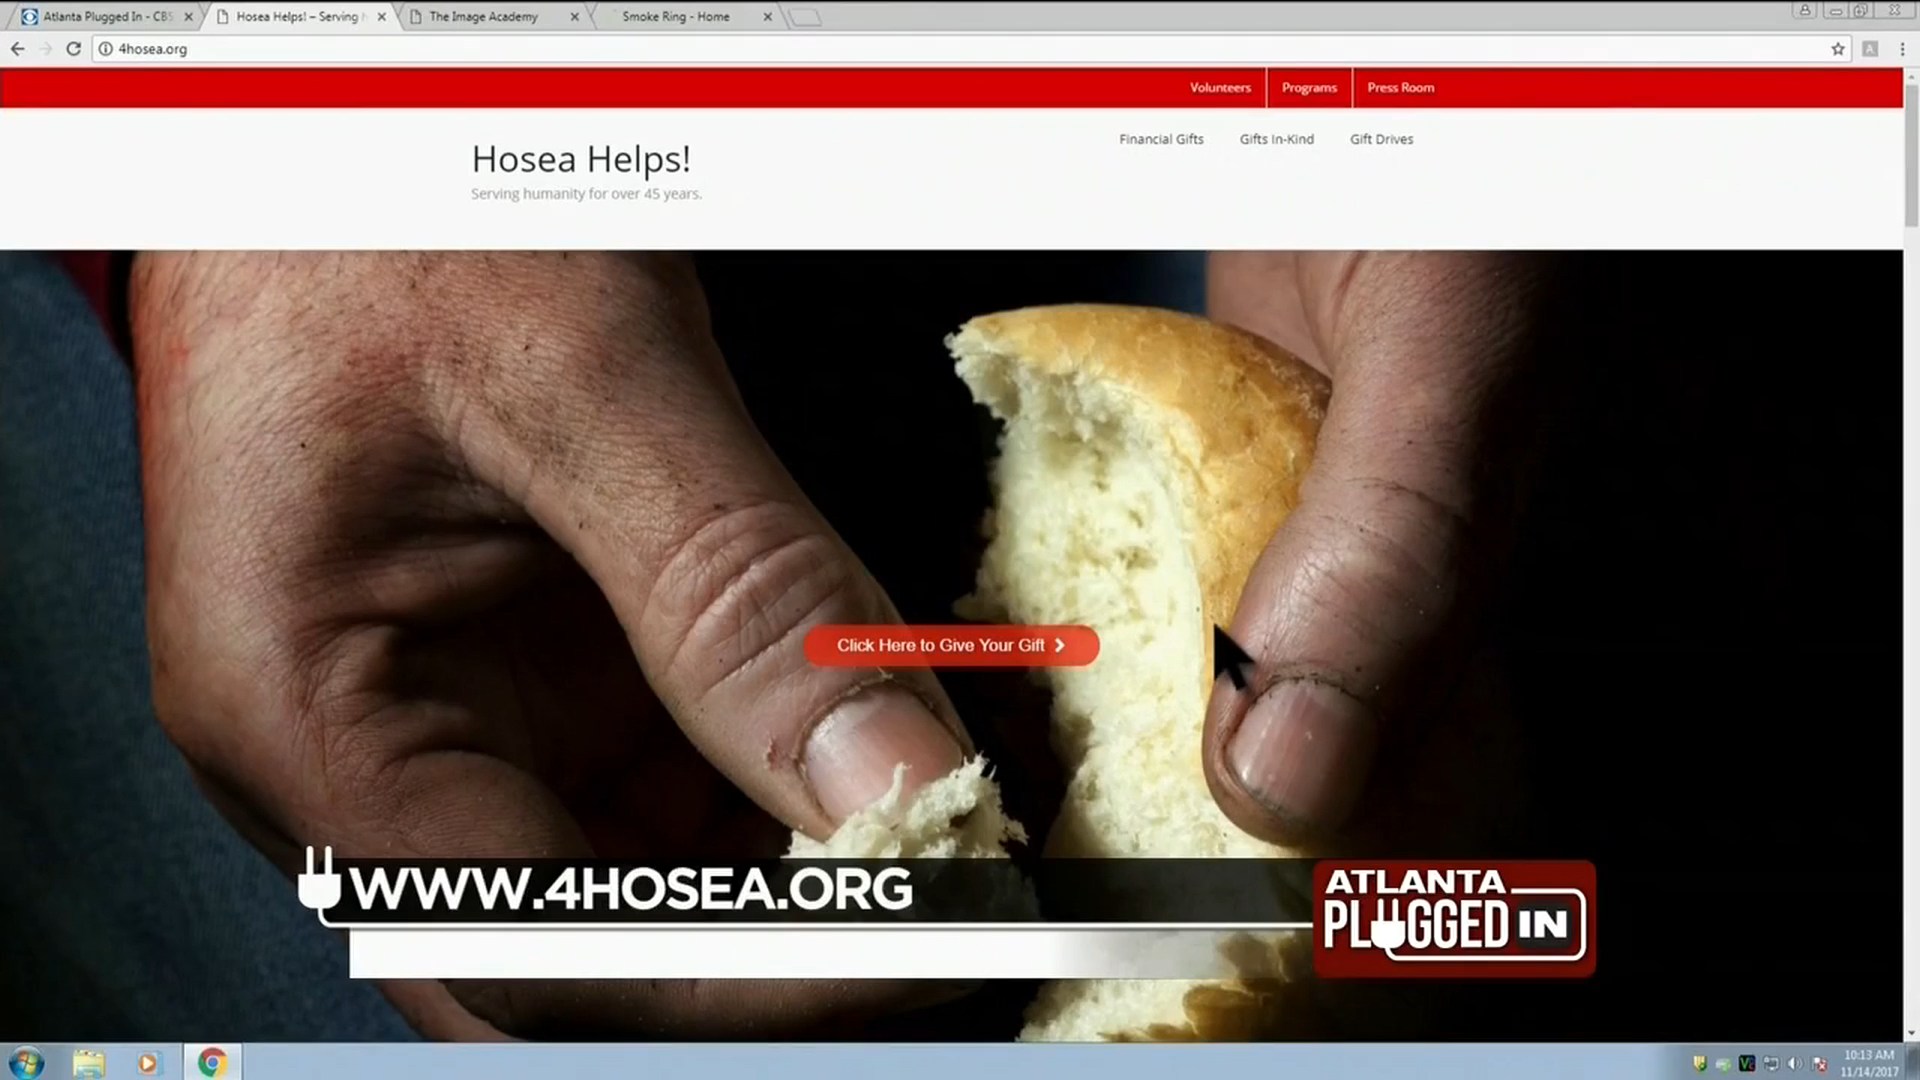 Atlanta Plugged In - CBS
Hosea Helps! – Serving
The Image Academy
Smoke Ring - Home
4hosea.org
Volunteers
Programs
Press Room
Financial Gifts
Gifts In-Kind
Gift Drives
Hosea Helps!
Serving humanity for over 45 years.
Click Here to Give Your Gift
WWW.4HOSEA.ORG
ATLANTA
PLUGGED IN
10:13 AM
11/14/2017